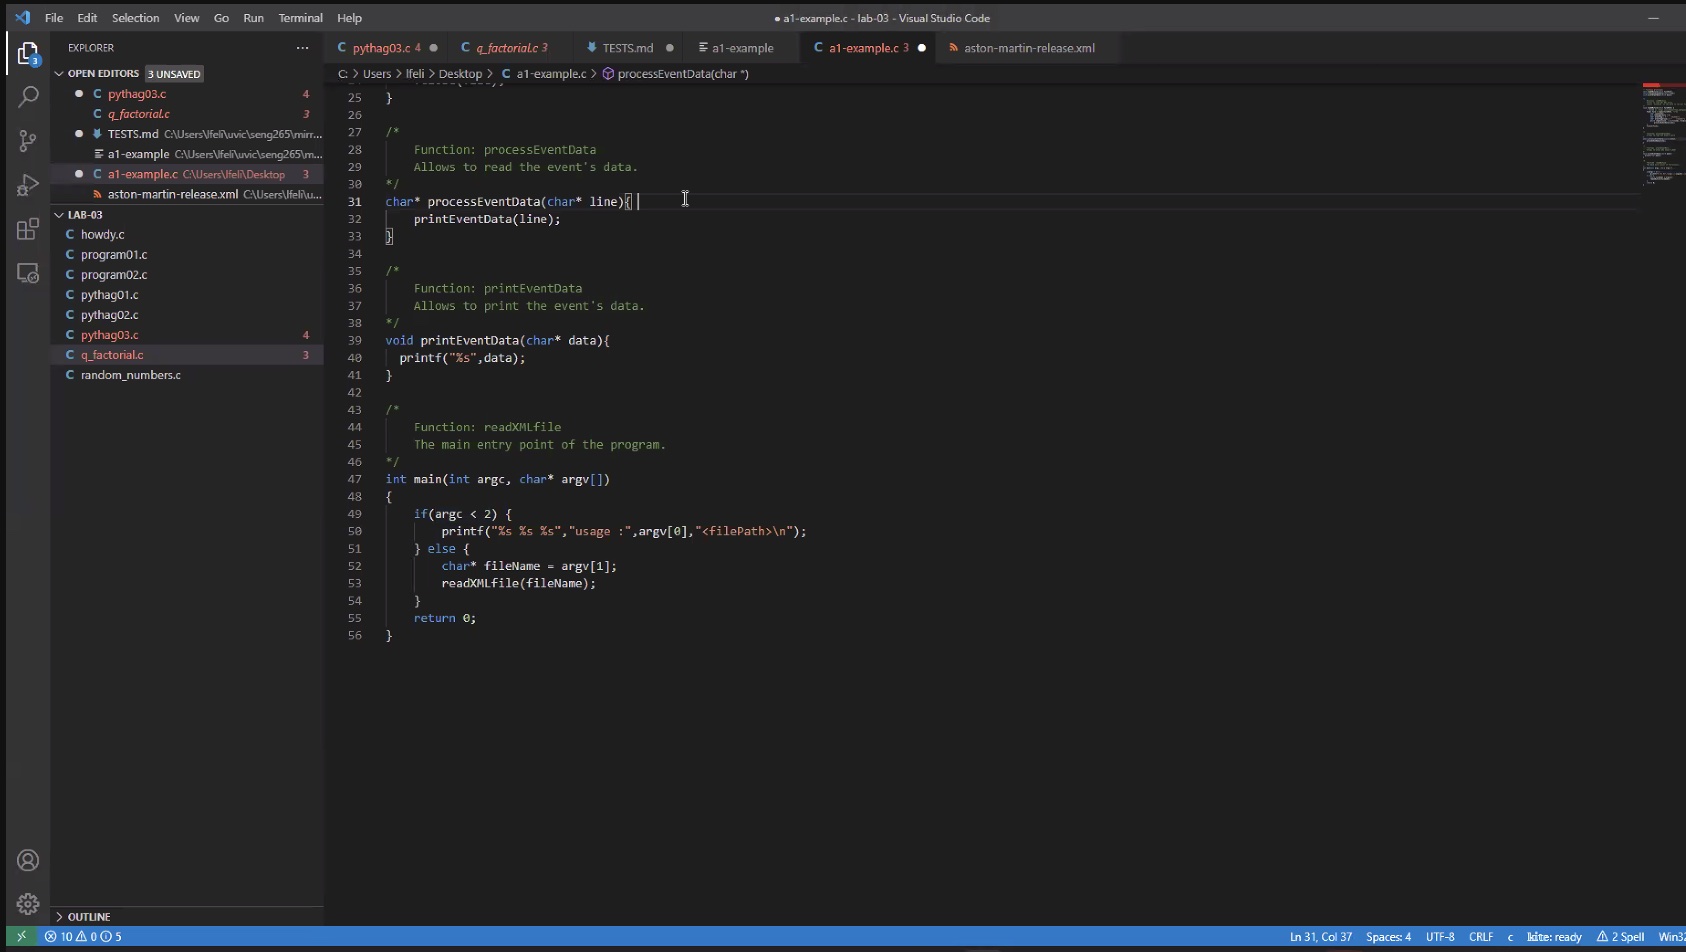 File Edit Selection View Go Run Terminal Help
● a1-example.c - lab-03 - Visual Studio Code
EXPLORER
OPEN EDITORS 3 UNSAVED
pythag03.c 4
q_factorial.c 3
TESTS.md C:\Users\lfeli\uvic\seng265\mirr...
a1-example C:\Users\lfeli\uvic\seng265\m...
a1-example.c C:\Users\lfeli\Desktop 3
aston-martin-release.xml C:\Users\lfeli\u...
LAB-03
howdy.c
program01.c
program02.c
pythag01.c
pythag02.c
pythag03.c 4
q_factorial.c 3
random_numbers.c
OUTLINE
pythag03.c 4 q_factorial.c 3 TESTS.md a1-example a1-example.c 3 aston-martin-release.xml
C: > Users > lfeli > Desktop > a1-example.c > processEventData(char *)
25 }
26
27 /*
28 Function: processEventData
29 Allows to read the event's data.
30 */
31 char* processEventData(char* line){
32 printEventData(line);
33 }
34
35 /*
36 Function: printEventData
37 Allows to print the event's data.
38 */
39 void printEventData(char* data){
40 printf("%s",data);
41 }
42
43 /*
44 Function: readXMLfile
45 The main entry point of the program.
46 */
47 int main(int argc, char* argv[])
48 {
49 if(argc < 2) {
50 printf("%s %s %s","usage :",argv[0],"<filePath>\n");
51 } else {
52 char* fileName = argv[1];
53 readXMLfile(fileName);
54 }
55 return 0;
56 }
3
10 0 5
Ln 31, Col 37 Spaces: 4 UTF-8 CRLF c kite: ready 2 Spell Win32